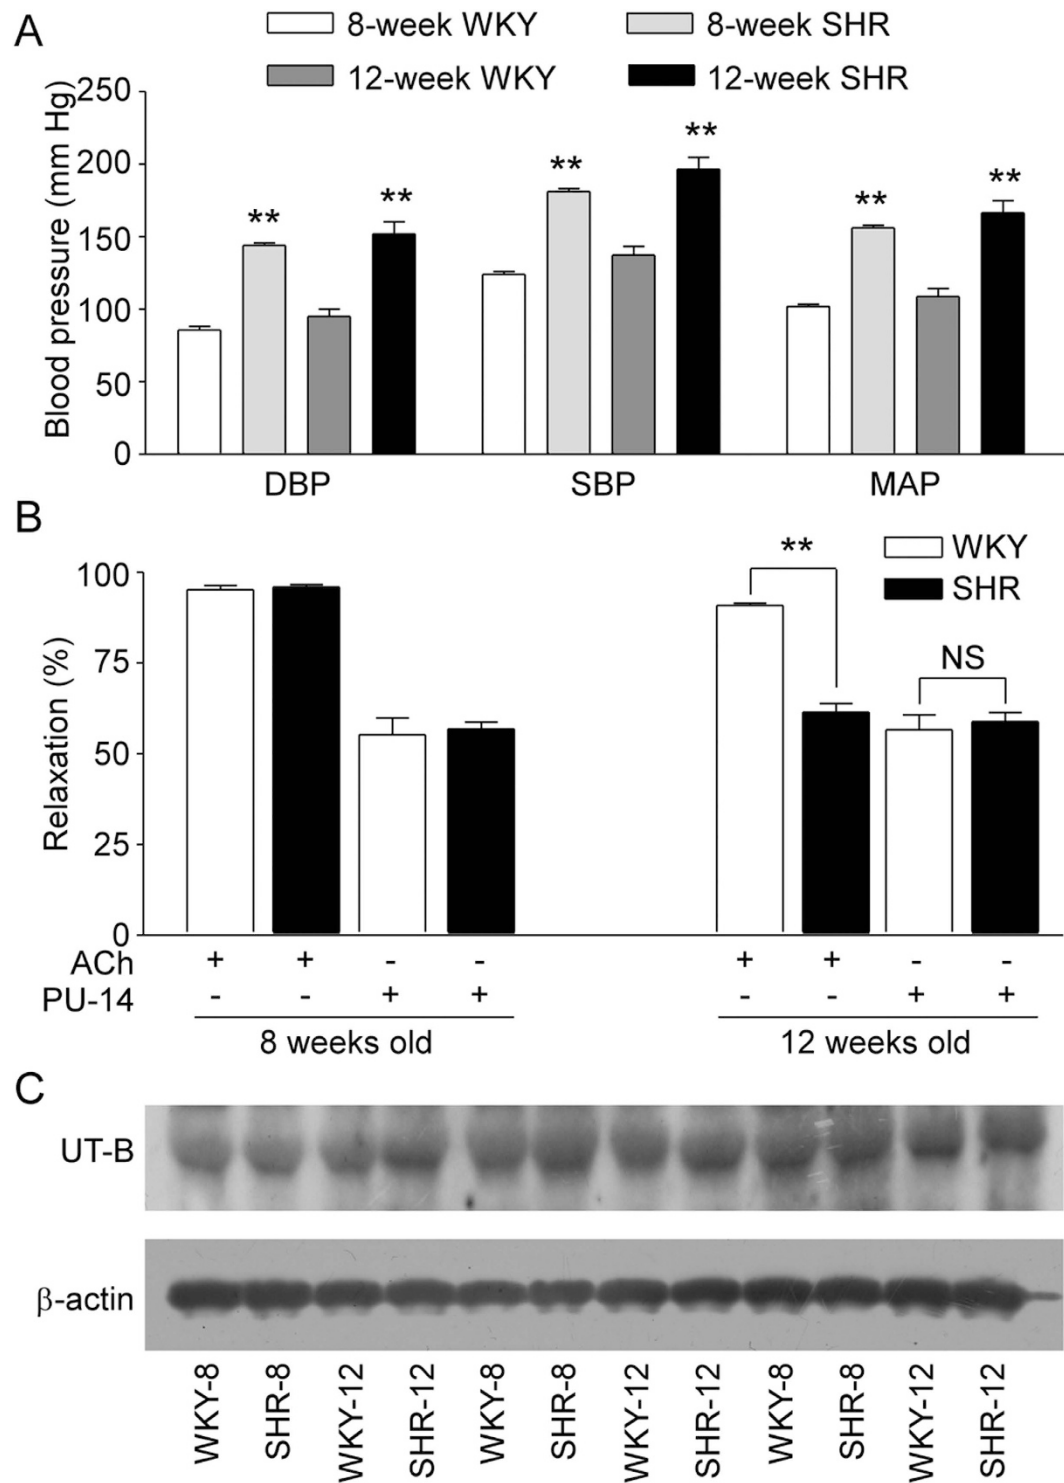 A
8-week WKY
8-week SHR
12-week WKY
12-week SHR
Blood pressure (mm Hg)
250
200
150
100
50
0
**
**
**
**
**
**
DBP
SBP
MAP
B
WKY
SHR
**
NS
Relaxation (%)
100
75
50
25
0
ACh + + - - + + - -
PU-14 - - + + - - + +
8 weeks old
12 weeks old
C
UT-B
β-actin
WKY-8
SHR-8
WKY-12
SHR-12
WKY-8
SHR-8
WKY-12
SHR-12
WKY-8
SHR-8
WKY-12
SHR-12